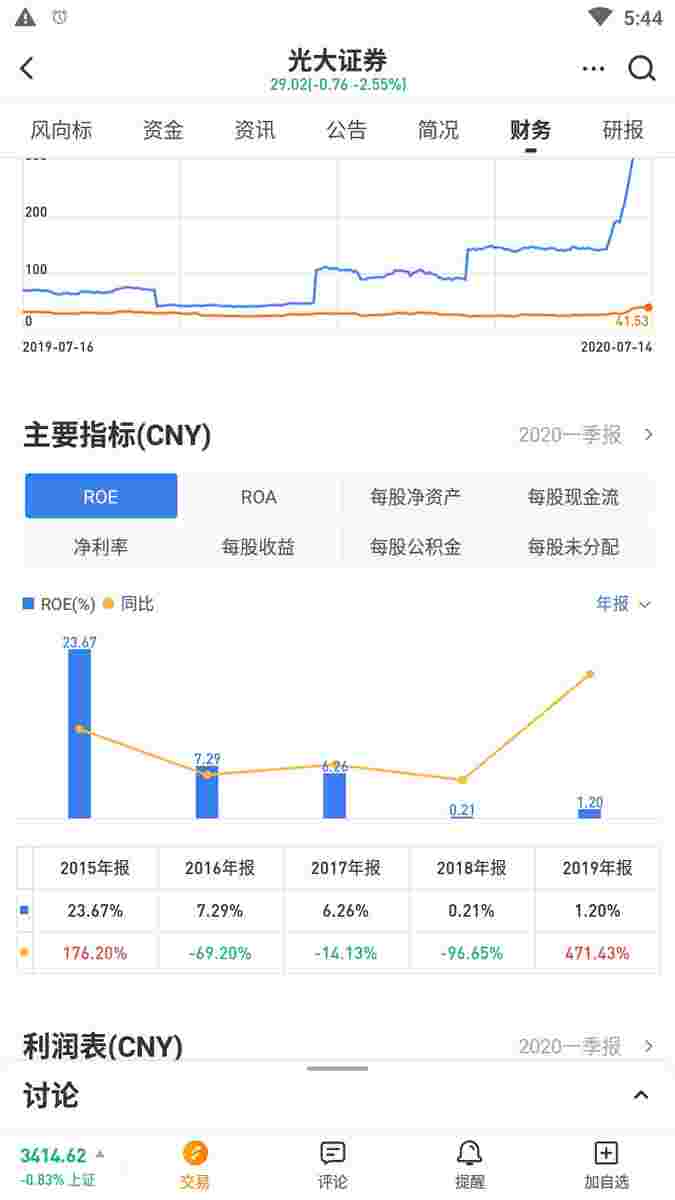 5:44
光大证券
29.02(-0.76 -2.55%)
风向标 资金 资讯 公告 简况 财务 研报
200
100
0
41.53
2019-07-16 2020-07-14
主要指标(CNY) 2020一季报
ROE ROA 每股净资产 每股现金流
净利率 每股收益 每股公积金 每股未分配
ROE(%) 同比 年报
23.67
7.29
6.26
0.21
1.20
2015年报 2016年报 2017年报 2018年报 2019年报
23.67% 7.29% 6.26% 0.21% 1.20%
176.20% -69.20% -14.13% -96.65% 471.43%
利润表(CNY) 2020一季报
讨论
3414.62
-0.83% 上证
交易 评论 提醒 加自选